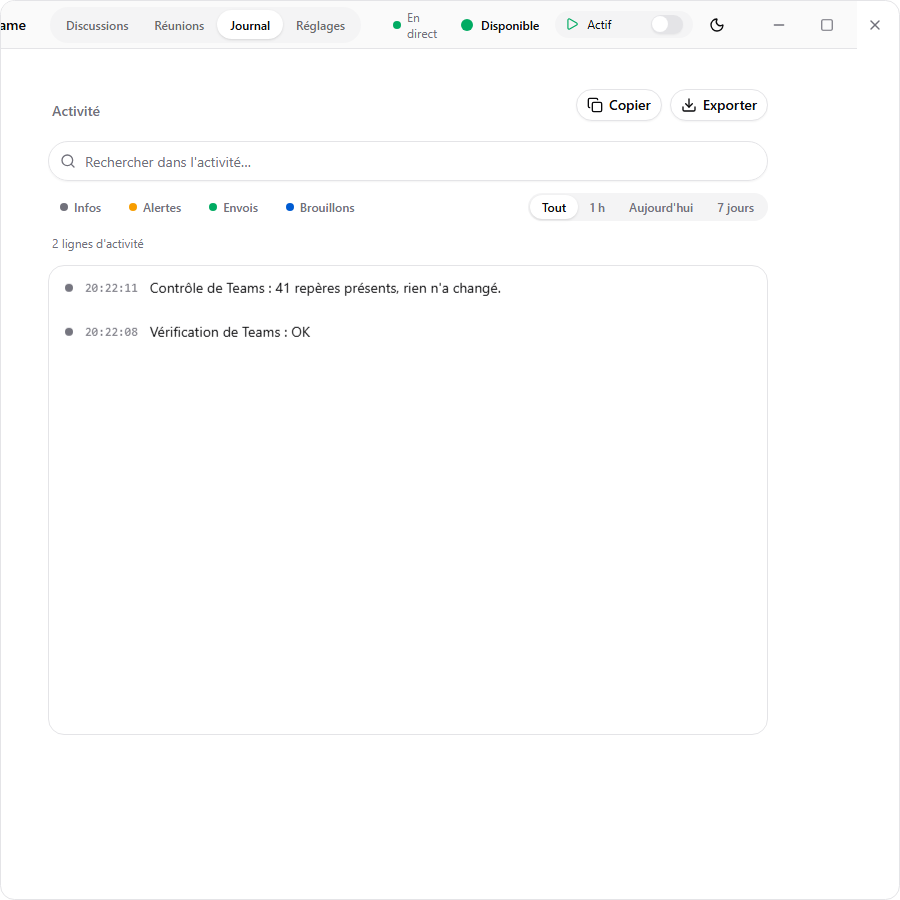 ame
Discussions Réunions Journal Réglages
En direct
Disponible
Actif
Activité
Copier Exporter
Rechercher dans l'activité...
Infos Alertes Envois Brouillons
Tout 1 h Aujourd'hui 7 jours
2 lignes d'activité
20:22:11 Contrôle de Teams : 41 repères présents, rien n'a changé.
20:22:08 Vérification de Teams : OK